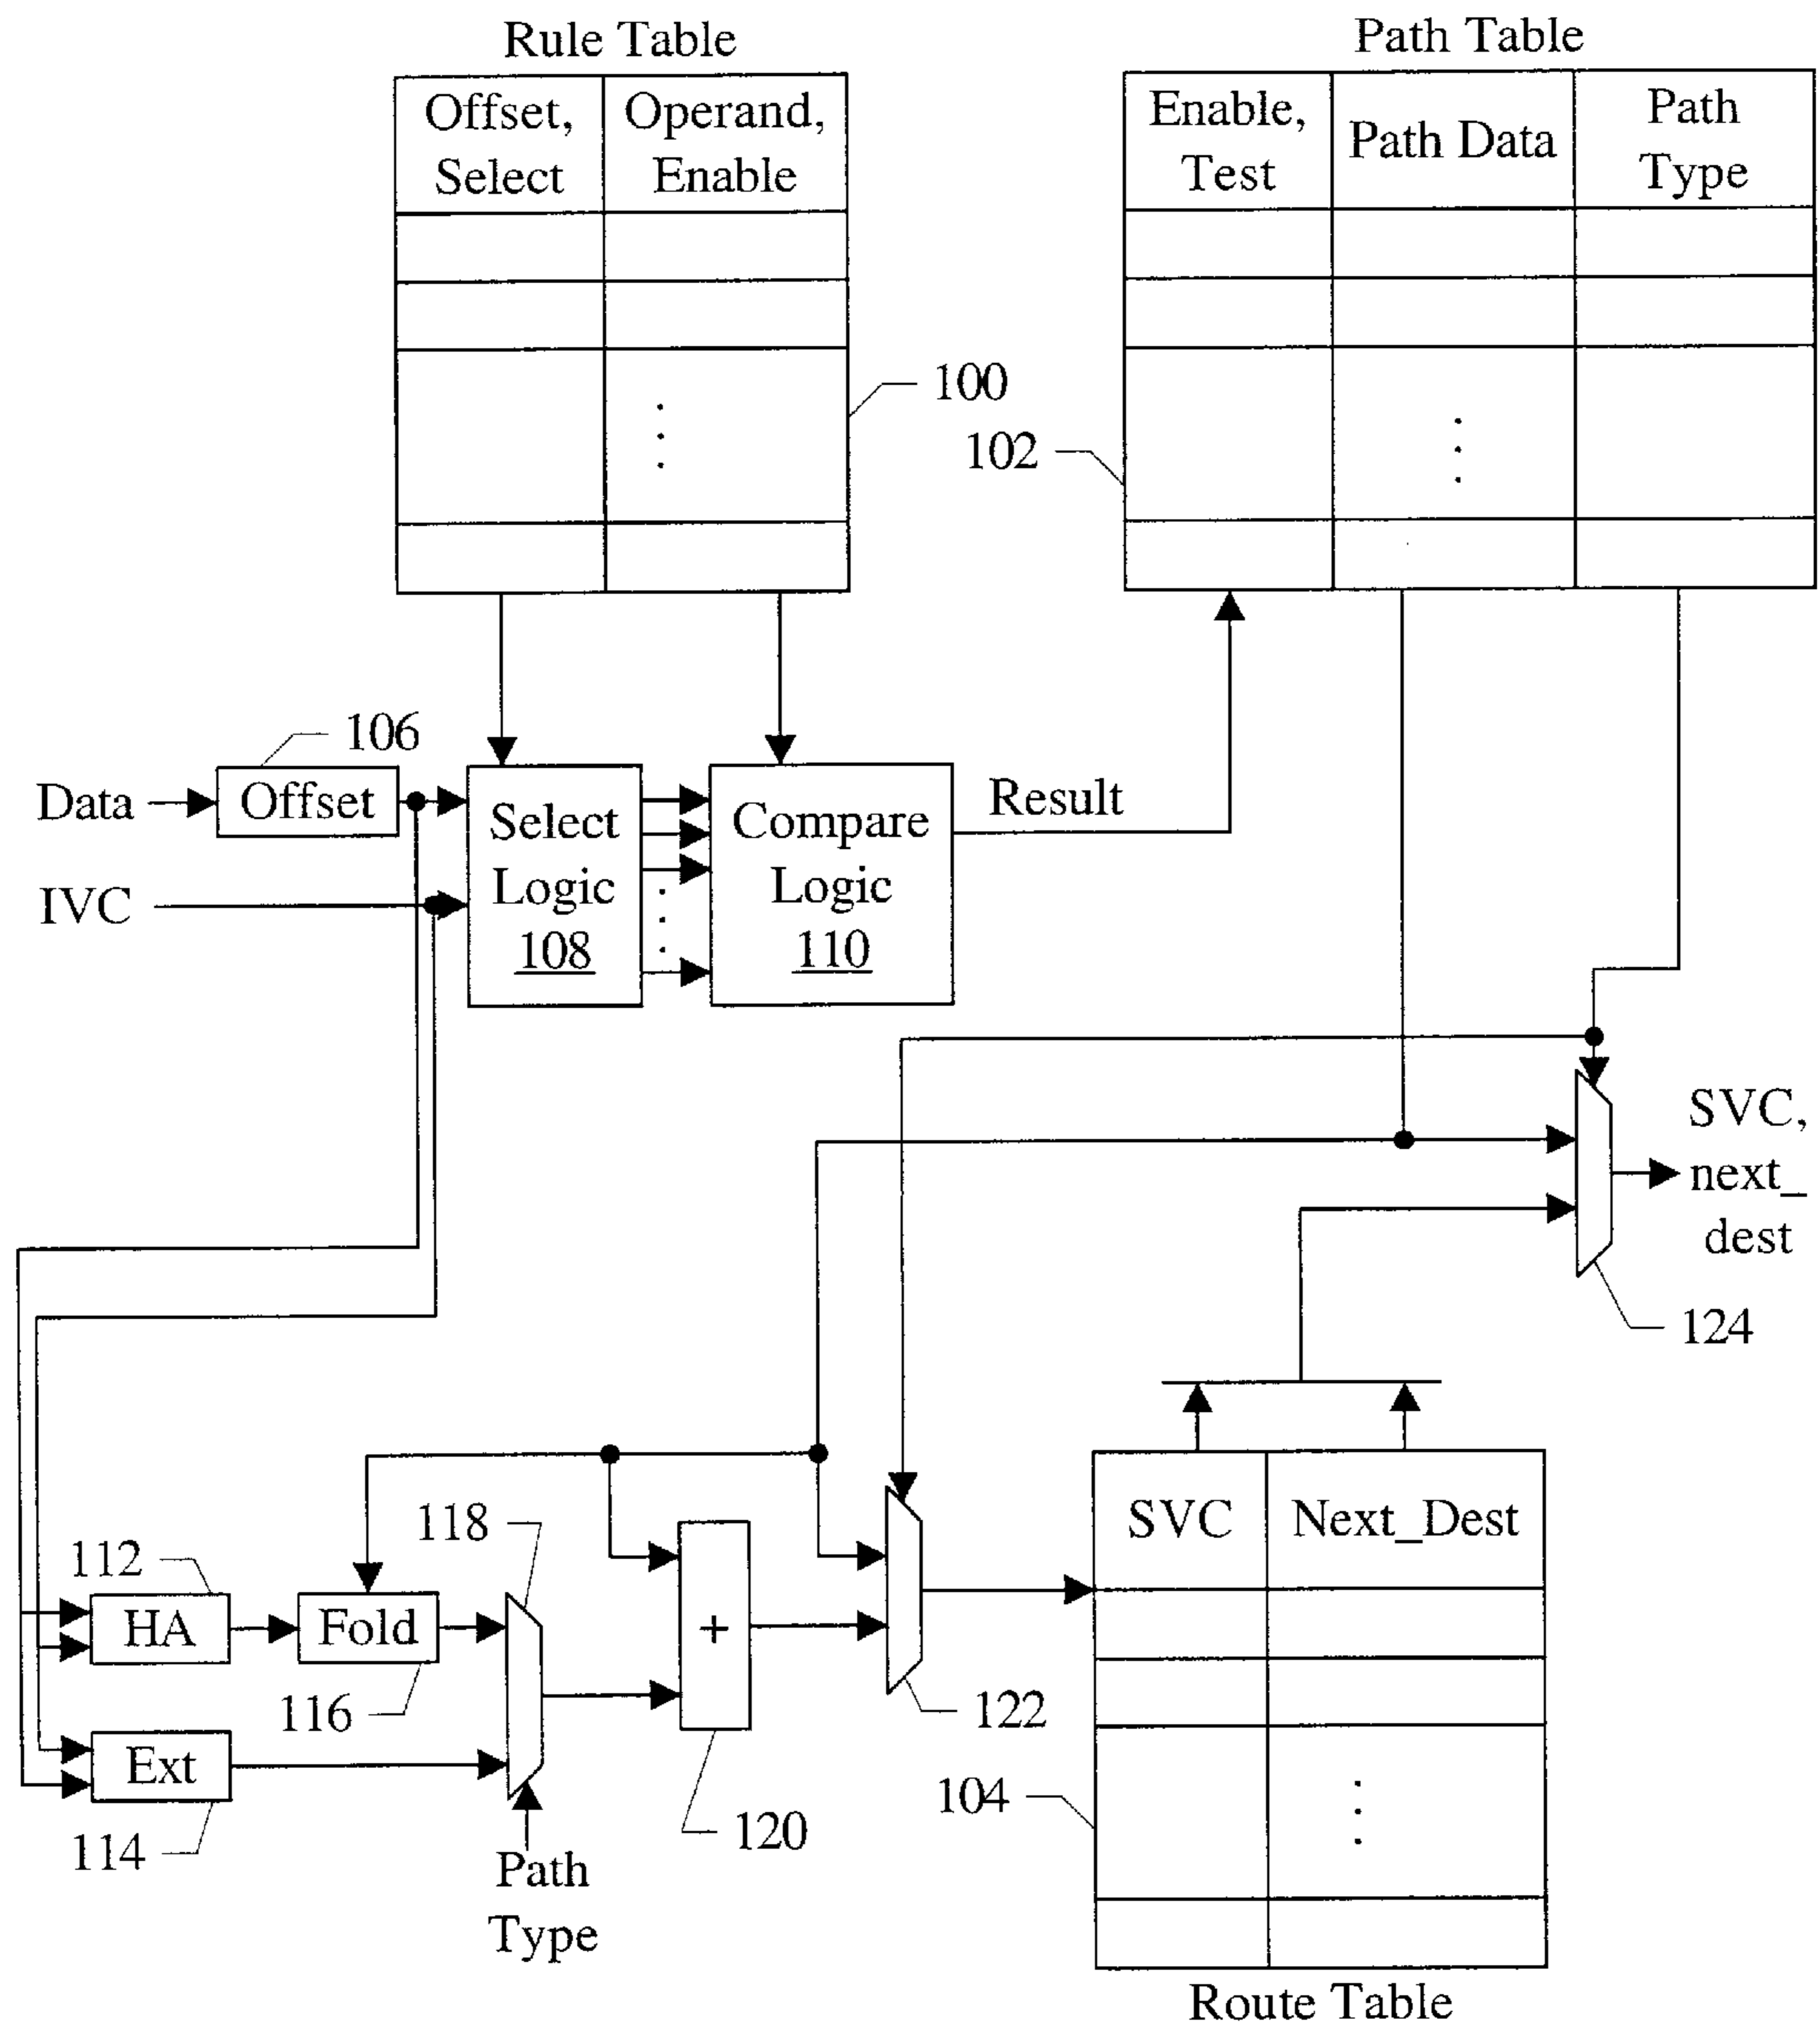 Rule Table
Path Table
Offset,
Select
Operand,
Enable
Enable,
Test
Path Data
Path
Type
100
102
106
Data
Offset
IVC
Select
Logic
108
Compare
Logic
110
Result
SVC,
next_
dest
124
118
112
HA
Fold
116
+
122
SVC
Next_Dest
Ext
114
120
104
Path
Type
Route Table